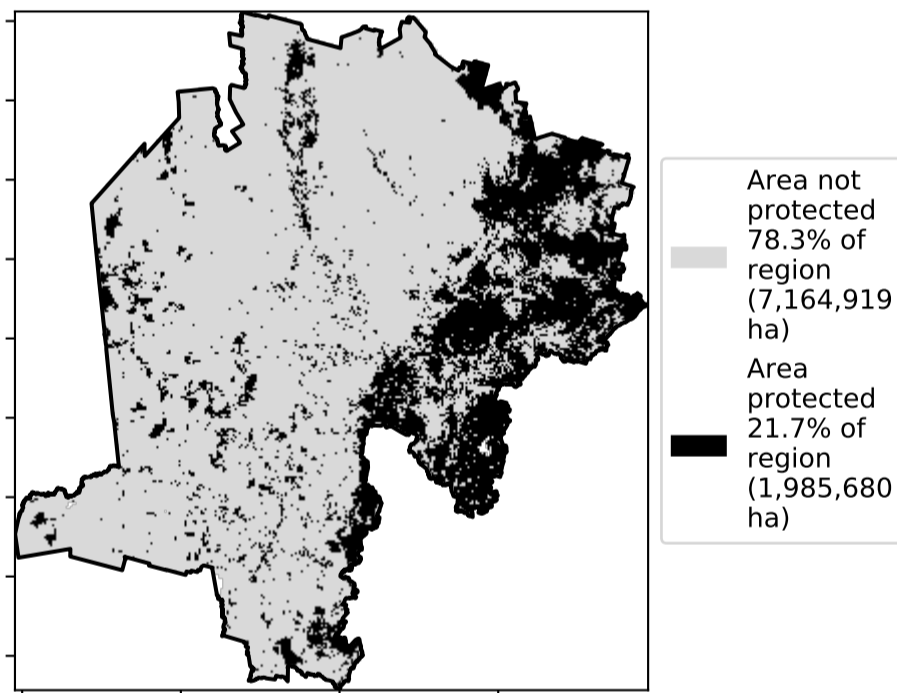 Area not
protected
78.3% of
region
(7,164,919
ha)
Area
protected
21.7% of
region
(1,985,680
ha)